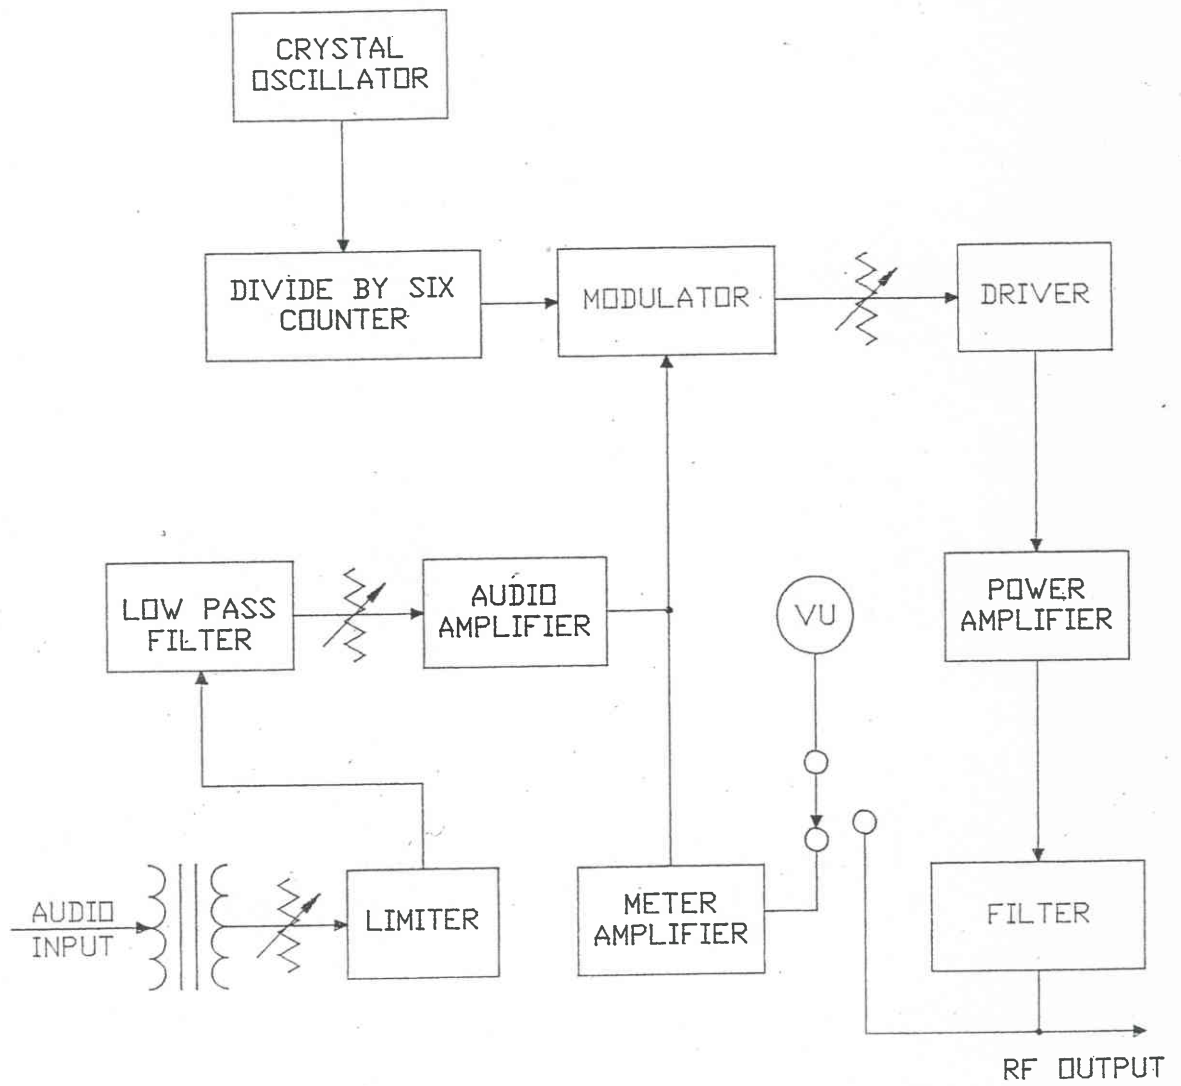 CRYSTAL
OSCILLATOR
DIVIDE BY SIX
COUNTER
MODULATOR
DRIVER
LOW PASS
FILTER
AUDIO
AMPLIFIER
VU
POWER
AMPLIFIER
AUDIO
INPUT
LIMITER
METER
AMPLIFIER
FILTER
RF OUTPUT